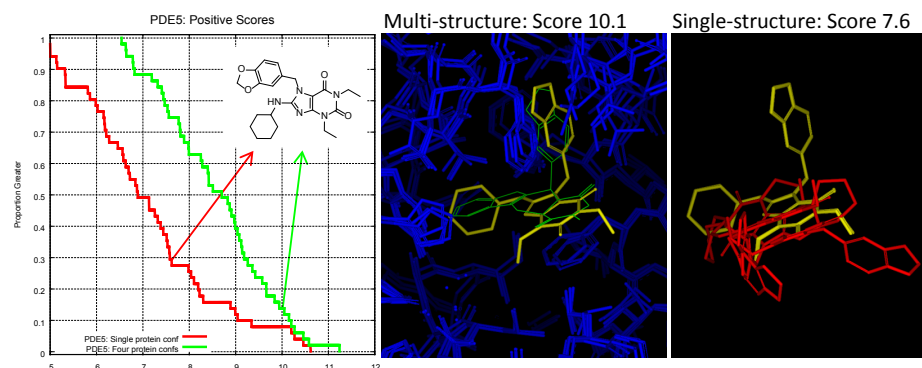 PDE5: Positive Scores
Multi-structure: Score 10.1
Single-structure: Score 7.6
Proportion Greater
1
0.9
0.8
0.7
0.6
0.5
0.4
0.3
0.2
0.1
0
5 6 7 8 9 10 11 12
O
O
O
N
N
HN
N
N
O
PDE5: Single protein conf
PDE5: Four protein confs